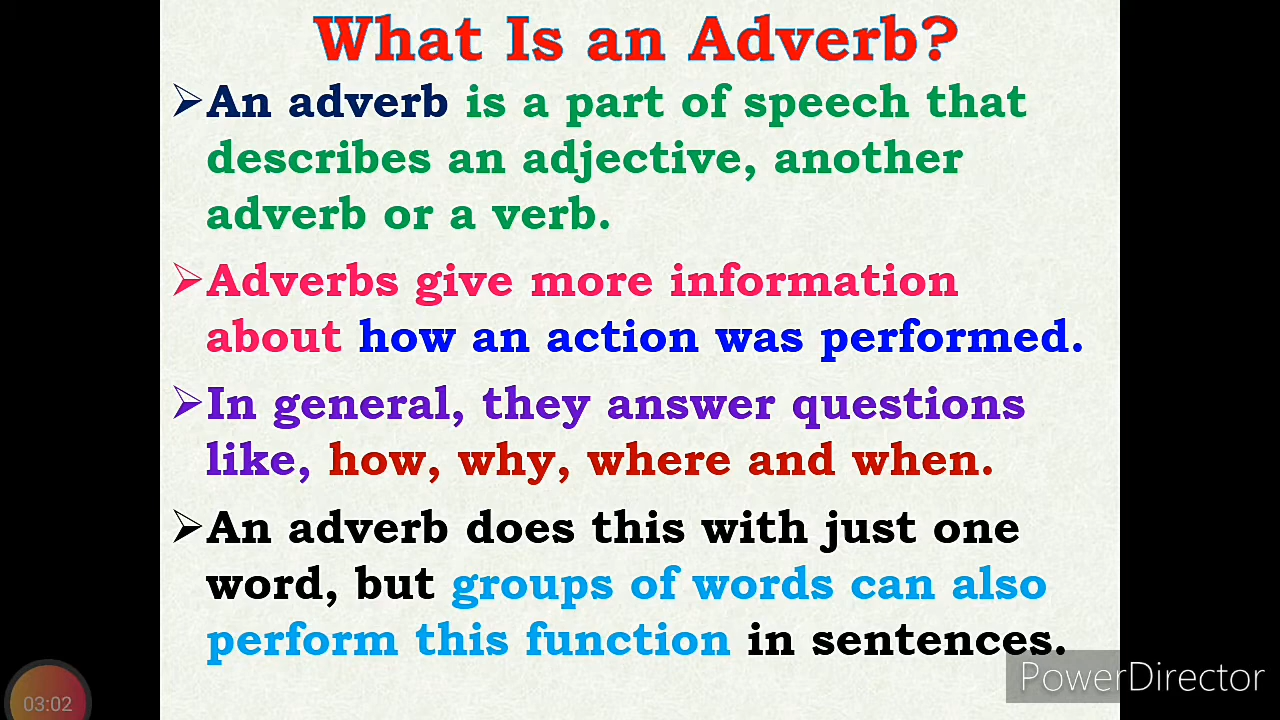 What Is an Adverb?
➢An adverb is a part of speech that
describes an adjective, another
adverb or a verb.
➢Adverbs give more information
about how an action was performed.
➢In general, they answer questions
like, how, why, where and when.
➢An adverb does this with just one
word, but groups of words can also
perform this function in sentences.
PowerDirector
03:02